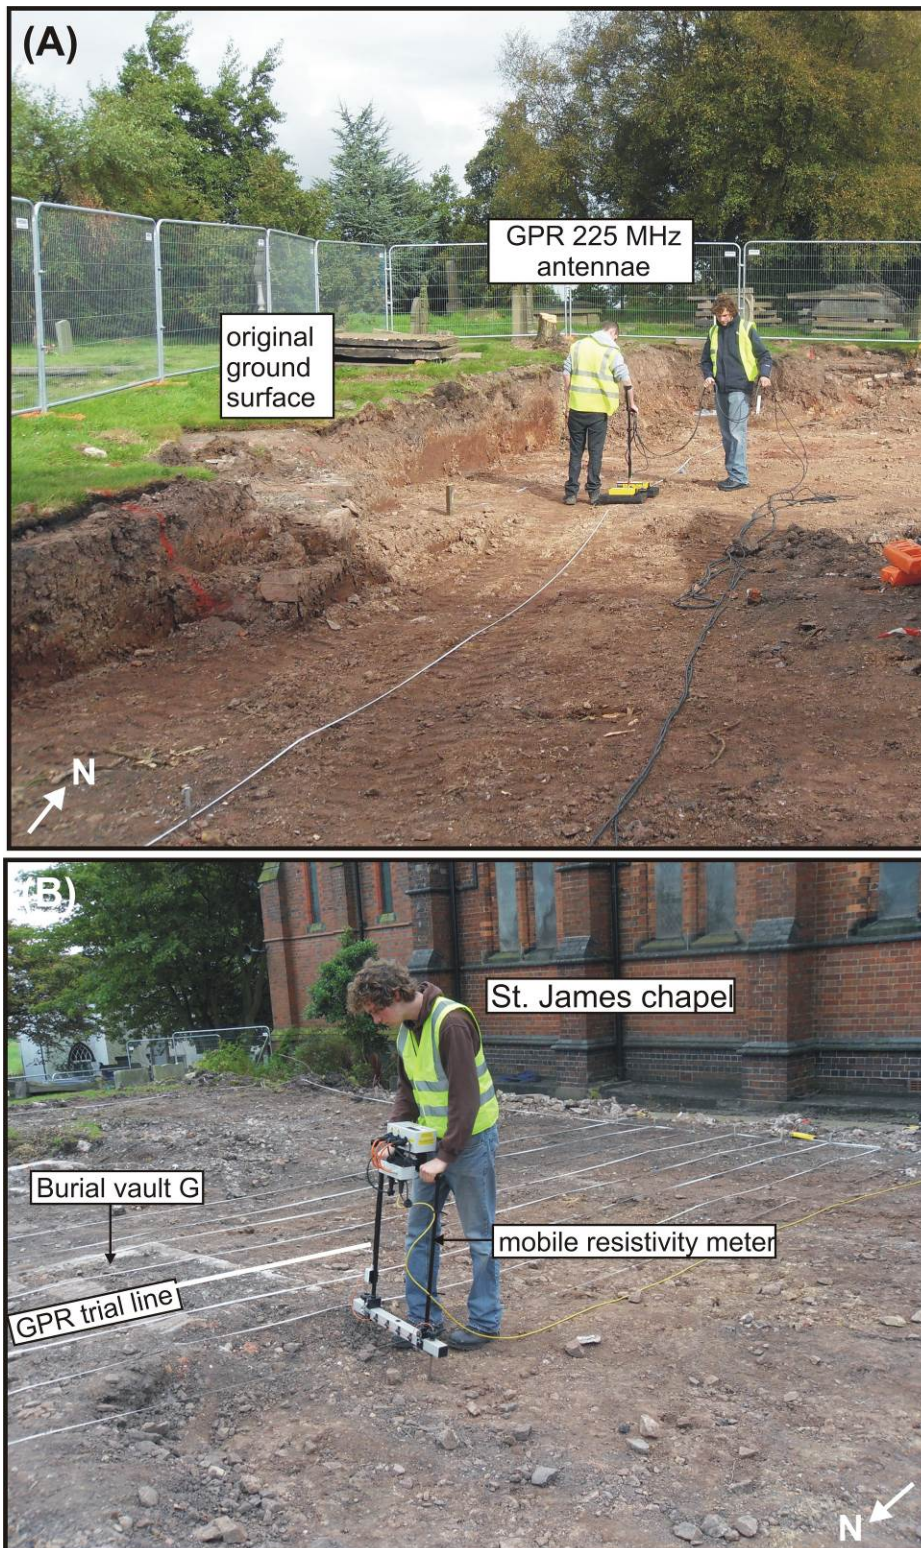 (A)
GPR 225 MHz
antennae
original
ground
surface
N
(B)
St. James chapel
Burial vault G
mobile resistivity meter
GPR trial line
N